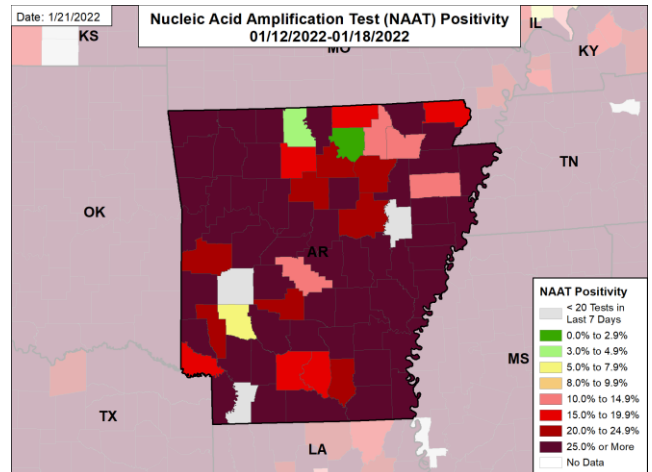 Date: 1/21/2022
Nucleic Acid Amplification Test (NAAT) Positivity
01/12/2022-01/18/2022
KS
MO
IL
KY
TN
OK
AR
MS
TX
LA
NAAT Positivity
< 20 Tests in
Last 7 Days
0.0% to 2.9%
3.0% to 4.9%
5.0% to 7.9%
8.0% to 9.9%
10.0% to 14.9%
15.0% to 19.9%
20.0% to 24.9%
25.0% or More
No Data